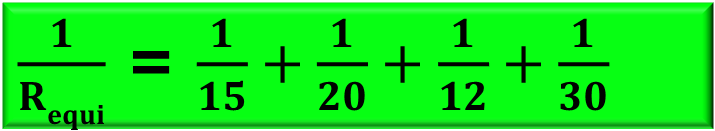 1/R_equi = 1/15 + 1/20 + 1/12 + 1/30